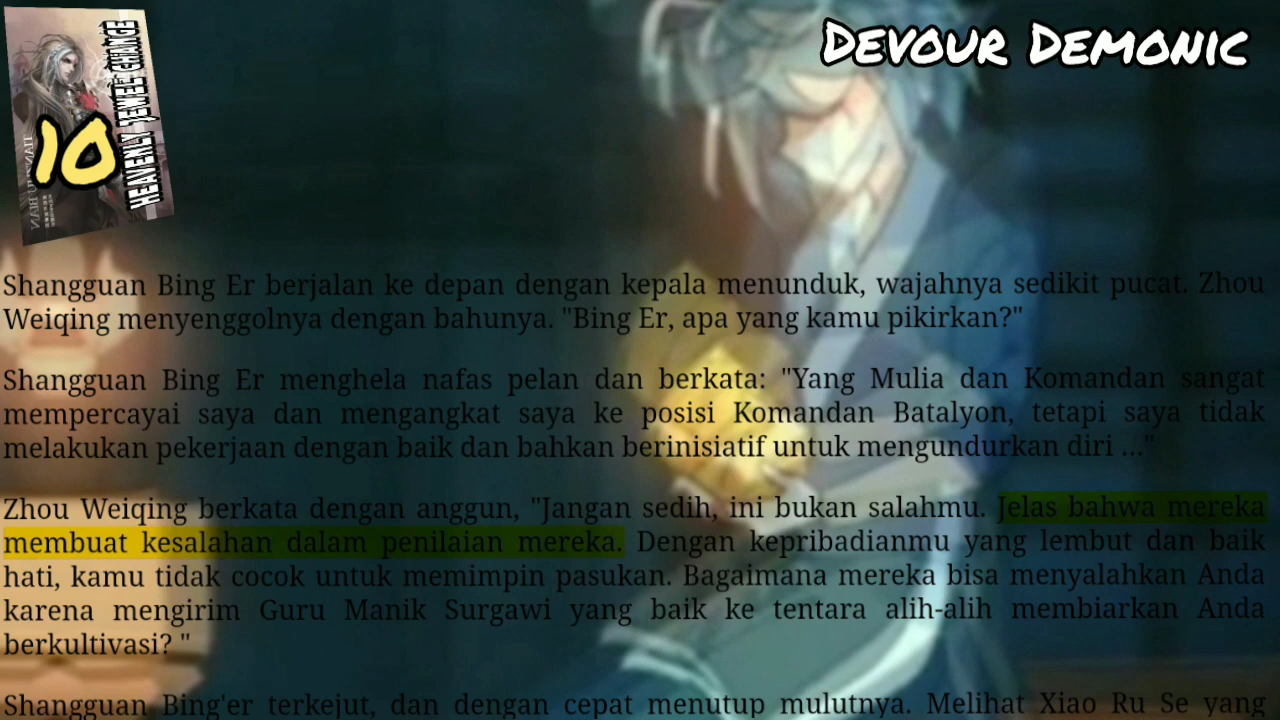 DEVOUR DEMONIC
HEAVENLY JEWEL CHANGE
10
Shangguan Bing Er berjalan ke depan dengan kepala menunduk, wajahnya sedikit pucat. Zhou
Weiqing menyenggolnya dengan bahunya. "Bing Er, apa yang kamu pikirkan?"
Shangguan Bing Er menghela nafas pelan dan berkata: "Yang Mulia dan Komandan sangat
mempercayai saya dan mengangkat saya ke posisi Komandan Batalyon, tetapi saya tidak
melakukan pekerjaan dengan baik dan bahkan berinisiatif untuk mengundurkan diri ..."
Zhou Weiqing berkata dengan anggun, "Jangan sedih, ini bukan salahmu. Jelas bahwa mereka
membuat kesalahan dalam penilaian mereka. Dengan kepribadianmu yang lembut dan baik
hati, kamu tidak cocok untuk memimpin pasukan. Bagaimana mereka bisa menyalahkan Anda
karena mengirim Guru Manik Surgawi yang baik ke tentara alih-alih membiarkan Anda
berkultivasi? "
Shangguan Bing'er terkejut, dan dengan cepat menutup mulutnya. Melihat Xiao Ru Se yang